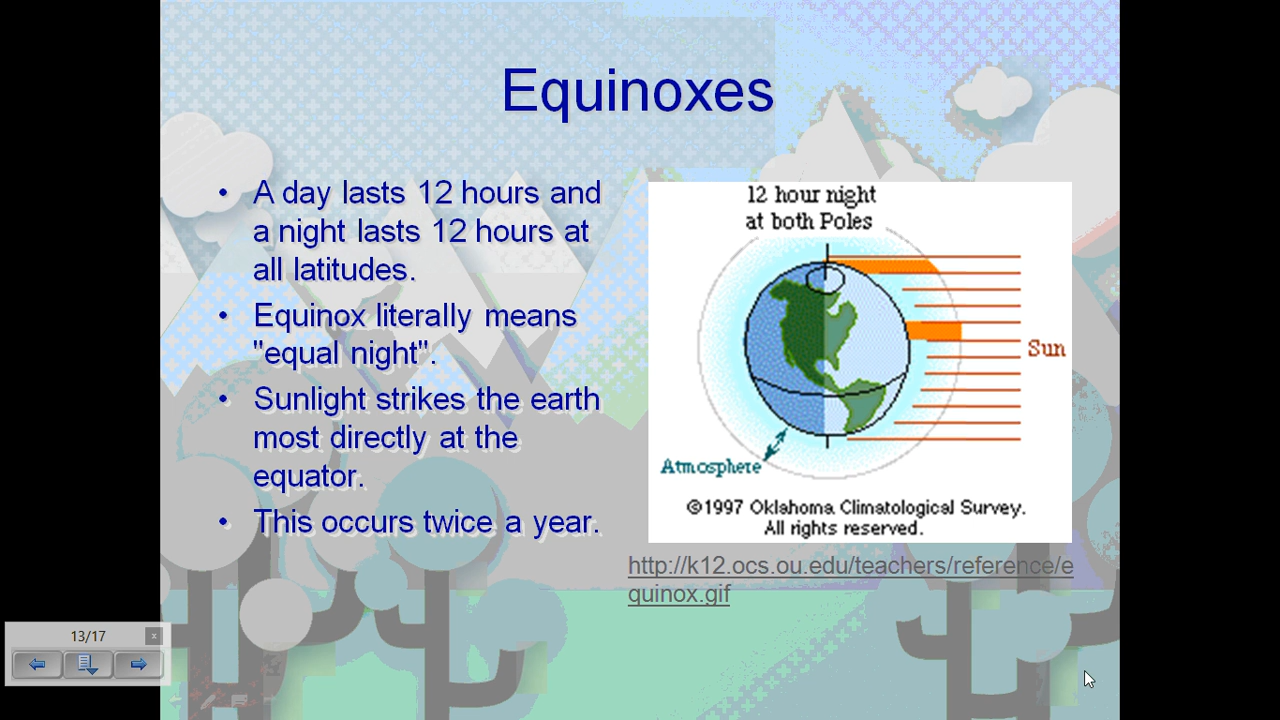 Equinoxes
• A day lasts 12 hours and
a night lasts 12 hours at
all latitudes.
• Equinox literally means
"equal night".
• Sunlight strikes the earth
most directly at the
equator.
• This occurs twice a year.
12 hour night
at both Poles
Sun
Atmosphere
©1997 Oklahoma Climatological Survey.
All rights reserved.
http://k12.ocs.ou.edu/teachers/reference/e
quinox.gif
13/17
x